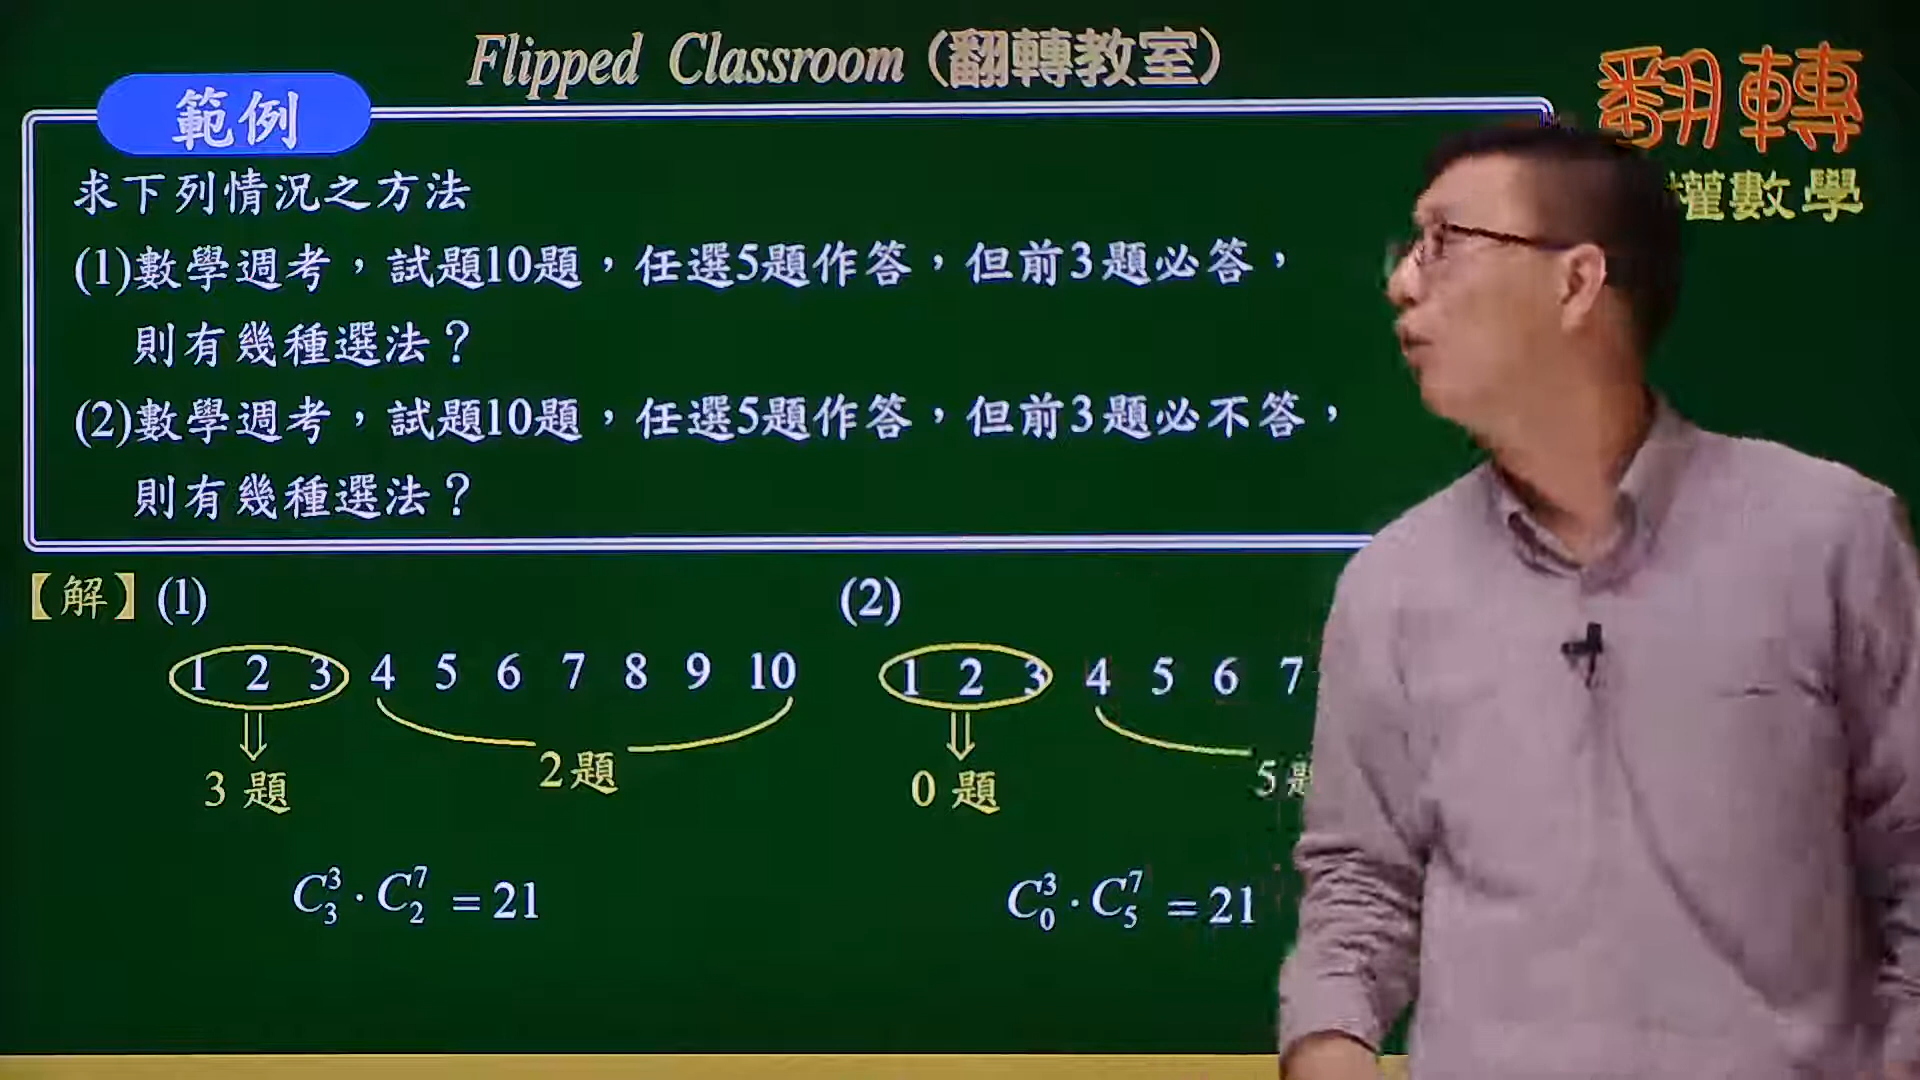 Flipped Classroom (翻轉教室)
翻轉
權數學
範例
求下列情況之方法
(1)數學週考，試題10題，任選5題作答，但前3題必答，
則有幾種選法？
(2)數學週考，試題10題，任選5題作答，但前3題必不答，
則有幾種選法？
【解】(1)
1 2 3 4 5 6 7 8 9 10
3 題
2題
C₃³ · C₂⁷ = 21
(2)
1 2 3 4 5 6 7
0 題
5題
C₀³ · C₅⁷ = 21